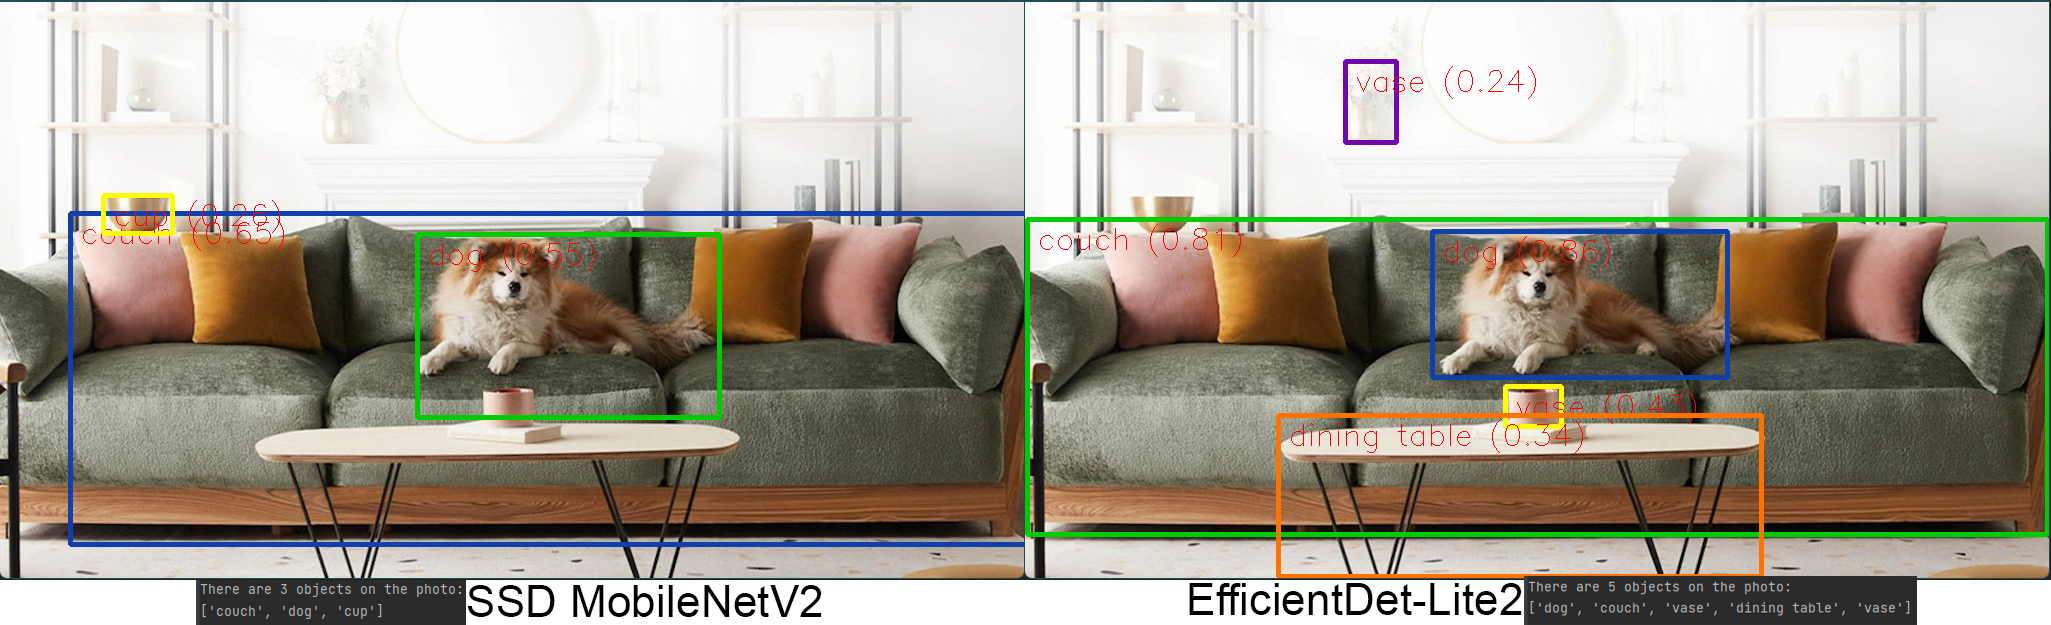 vase (0.24)
cup (0.26)
couch (0.65)
dog (0.55)
couch (0.81)
dog (0.86)
vase (0.43)
dining table (0.34)
There are 3 objects on the photo:
['couch', 'dog', 'cup']
SSD MobileNetV2
EfficientDet-Lite2
There are 5 objects on the photo:
['dog', 'couch', 'vase', 'dining table', 'vase']